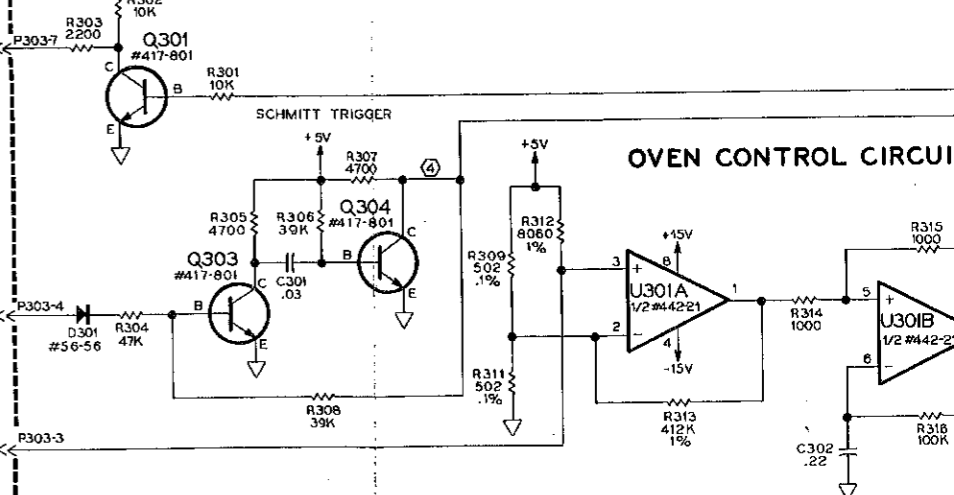 R302
10K
R303
2200
P303-7
Q301
#417-801
C
B
E
R301
10K
SCHMITT TRIGGER
+5V
R307
4700
4
+5V
OVEN CONTROL CIRCUI
R305
4700
R306
39K
Q304
#417-801
C
B
E
Q303
#417-801
C
B
E
C301
.03
R312
8060
1%
R309
502
.1%
+15V
3
+
8
U301A
1/2 #442-21
1
2
-
4
-15V
R315
1000
R314
1000
5
+
U301B
1/2 #442-2
6
-
P303-4
D301
#56-56
R304
47K
R311
502
.1%
R308
39K
R313
412K
1%
C302
.22
R316
100K
P303-3